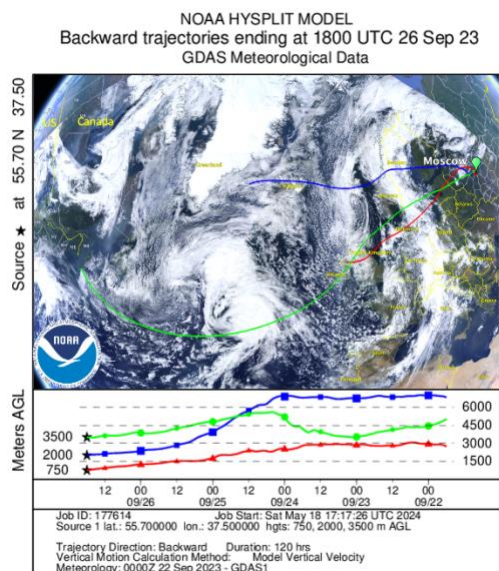 NOAA HYSPLIT MODEL
Backward trajectories ending at 1800 UTC 26 Sep 23
GDAS Meteorological Data
Source ★ at 55.70 N 37.50
US
Canada
Greenland
Moscow
NOAA
Meters AGL
3500
2000
750
6000
4500
3000
1500
12 00 12 00 12 00 12 00 12 00
09/26 09/25 09/24 09/23 09/22
Job ID: 177614 Job Start: Sat May 18 17:17:26 UTC 2024
Source 1 lat.: 55.700000 lon.: 37.500000 hgts: 750, 2000, 3500 m AGL
Trajectory Direction: Backward Duration: 120 hrs
Vertical Motion Calculation Method: Model Vertical Velocity
Meteorology: 0000Z 22 Sep 2023 - GDAS1